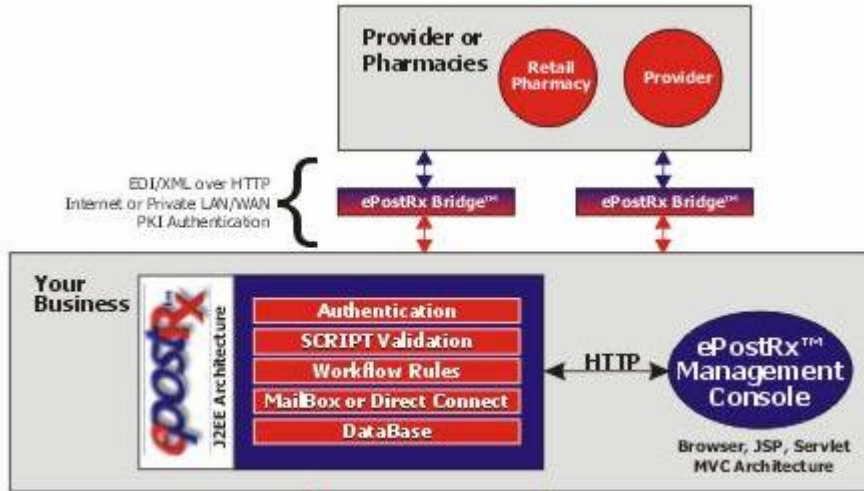 Provider or
Pharmacies
Retail
Pharmacy
Provider
EDI/XML over HTTP
Internet or Private LAN/WAN
PKI Authentication
ePostRx Bridge™
ePostRx Bridge™
Your
Business
ePostRx™
J2EE Architecture
Authentication
SCRIPT Validation
Workflow Rules
MailBox or Direct Connect
DataBase
HTTP
ePostRx™
Management
Console
Browser, JSP, Servlet
MVC Architecture